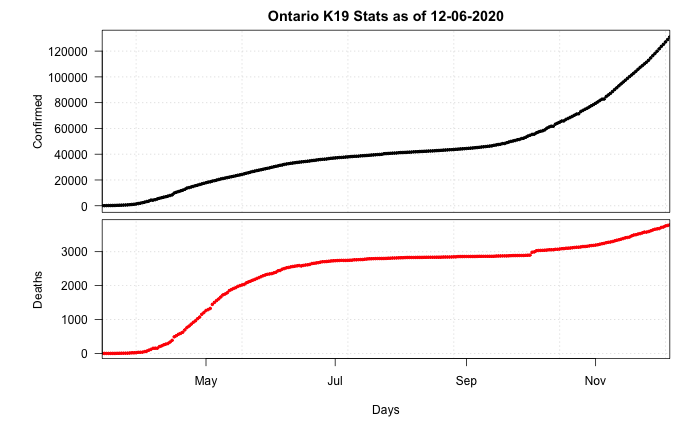 Ontario K19 Stats as of 12-06-2020
Confirmed
120000
100000
80000
60000
40000
20000
0
Deaths
3000
2000
1000
0
May Jul Sep Nov
Days